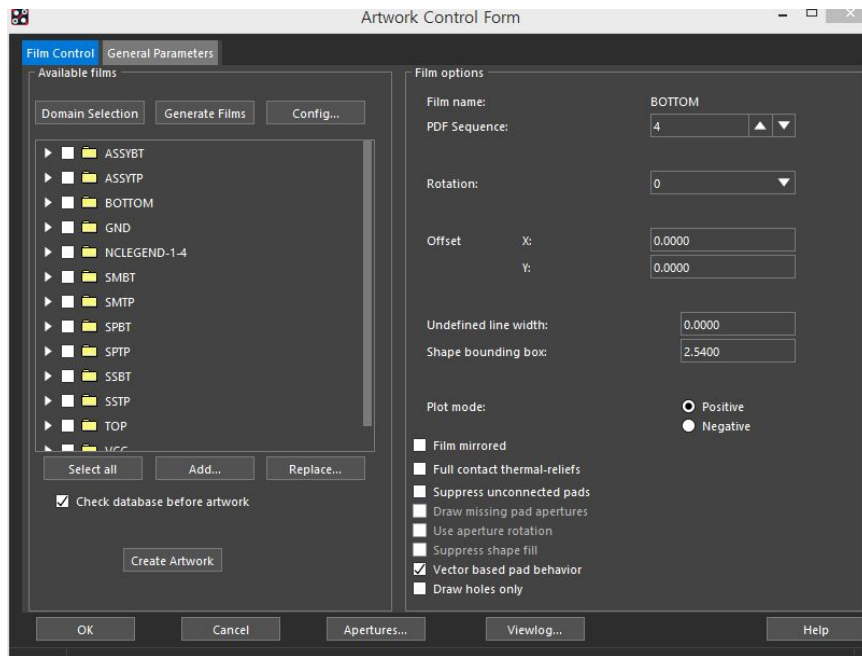 Artwork Control Form
Film Control General Parameters
Available films
Domain Selection Generate Films Config...
ASSYBT
ASSYTP
BOTTOM
GND
NCLEGEND-1-4
SMBT
SMTP
SPBT
SPTP
SSBT
SSTP
TOP
VCC
Select all Add... Replace...
Check database before artwork
Create Artwork
Film options
Film name: BOTTOM
PDF Sequence: 4
Rotation: 0
Offset X: 0.0000
Y: 0.0000
Undefined line width: 0.0000
Shape bounding box: 2.5400
Plot mode: Positive
Negative
Film mirrored
Full contact thermal-reliefs
Suppress unconnected pads
Draw missing pad apertures
Use aperture rotation
Suppress shape fill
Vector based pad behavior
Draw holes only
OK Cancel Apertures... Viewlog... Help